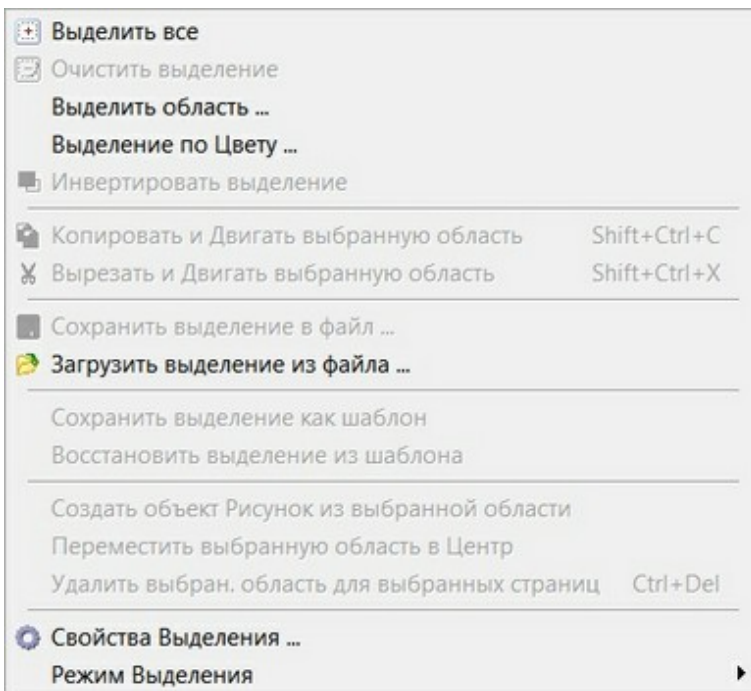 Выделить все
Очистить выделение
Выделить область ...
Выделение по Цвету ...
Инвертировать выделение
Копировать и Двигать выбранную область Shift+Ctrl+C
Вырезать и Двигать выбранную область Shift+Ctrl+X
Сохранить выделение в файл ...
Загрузить выделение из файла ...
Сохранить выделение как шаблон
Восстановить выделение из шаблона
Создать объект Рисунок из выбранной области
Переместить выбранную область в Центр
Удалить выбран. область для выбранных страниц Ctrl+Del
Свойства Выделения ...
Режим Выделения